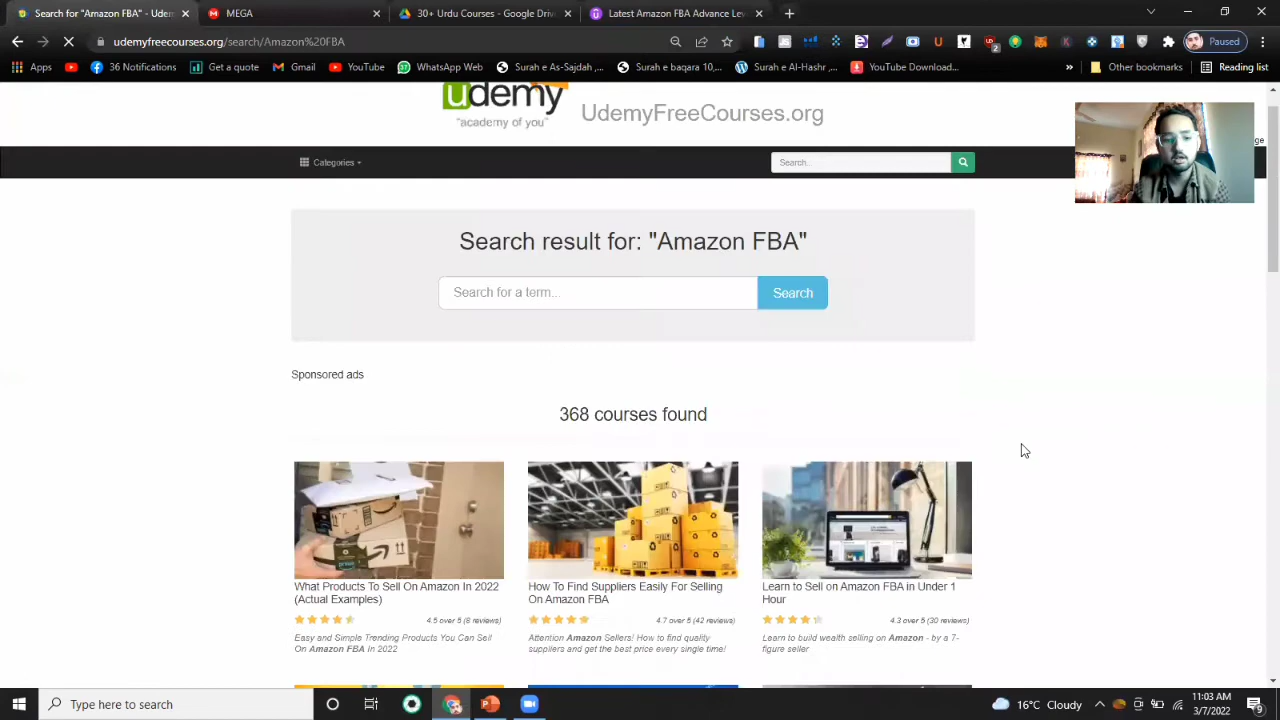 Udemy Free Courses "Amazon FBA" - Ude
MEGA
30+ Courses - Google Drive
Latest Amazon FBA Advance Lev
udemyfreecourses.org/search/Amazon%20FBA
Paused
Apps
36 Notifications
Get a quote
Gmail
YouTube
WhatsApp Web
Surah e As-Sajdah ,...
Surah e baqara 10,...
Surah e Al-Hashr ,...
YouTube Download...
»
Other bookmarks
Reading list
udemy
"academy of you"
UdemyFreeCourses.org
ge
Categories
Search..
Search result for: "Amazon FBA"
Search for a term...
Search
Sponsored ads
368 courses found
What Products To Sell On Amazon In 2022
(Actual Examples)
4.5 over 5 (8 reviews)
Easy and Simple Trending Products You Can Sell
On Amazon FBA In 2022
How To Find Suppliers Easily For Selling
On Amazon FBA
4.7 over 5 (42 reviews)
Attention Amazon Sellers! How to find quality
suppliers and get the best price every single time!
Learn to Sell on Amazon FBA in Under 1
Hour
4.3 over 5 (30 reviews)
Learn to build wealth selling on Amazon - by a 7-
figure seller
Type here to search
16°C Cloudy
11:03 AM
3/7/2022